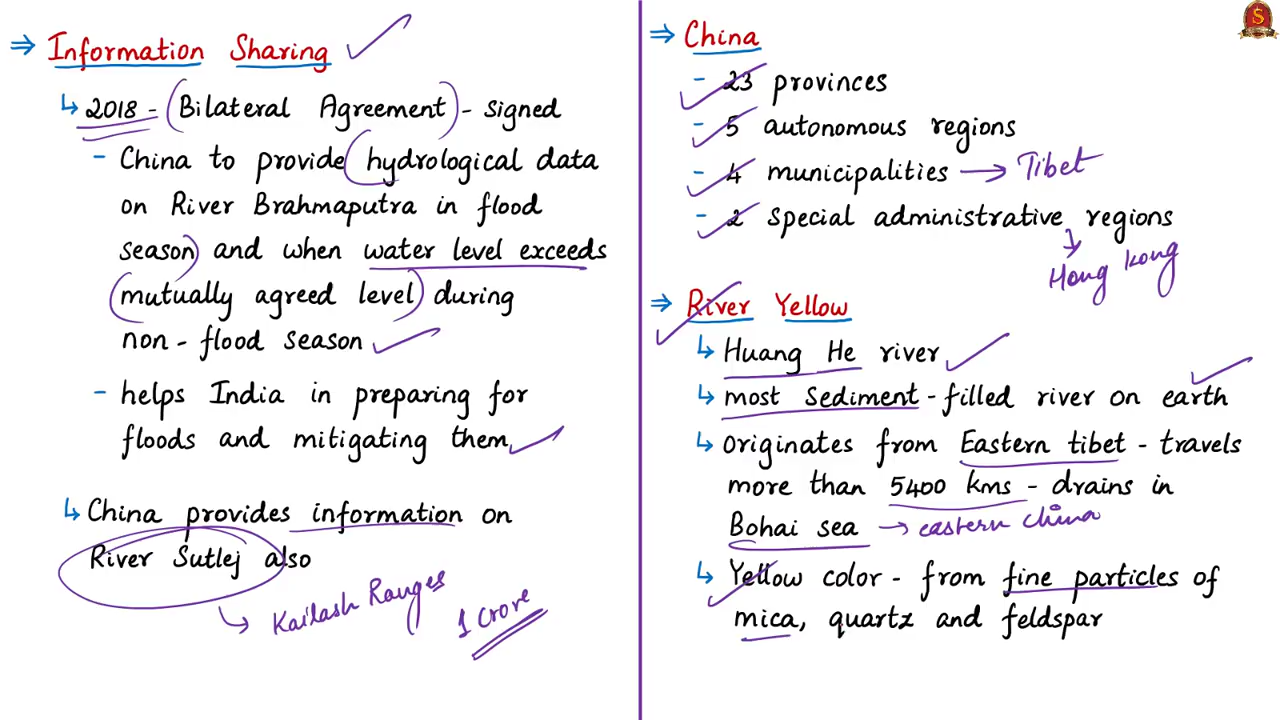 ⇒ Information Sharing
↳ 2018 - (Bilateral Agreement) - signed
- China to provide (hydrological data
on River Brahmaputra in flood
season) and when water level exceeds
(mutually agreed level) during
non-flood season
- helps India in preparing for
floods and mitigating them
↳ China provides information on
River Sutlej also
→ Kailash Ranges
1 Crore
⇒ China
- 23 provinces
- 5 autonomous regions
- 4 municipalities → Tibet
- 2 special administrative regions
→ Hong Kong
⇒ River Yellow
↳ Huang He river
↳ most sediment-filled river on earth
↳ originates from Eastern tibet - travels
more than 5400 kms - drains in
Bohai sea → eastern china
↳ Yellow color - from fine particles of
mica, quartz and feldspar
S